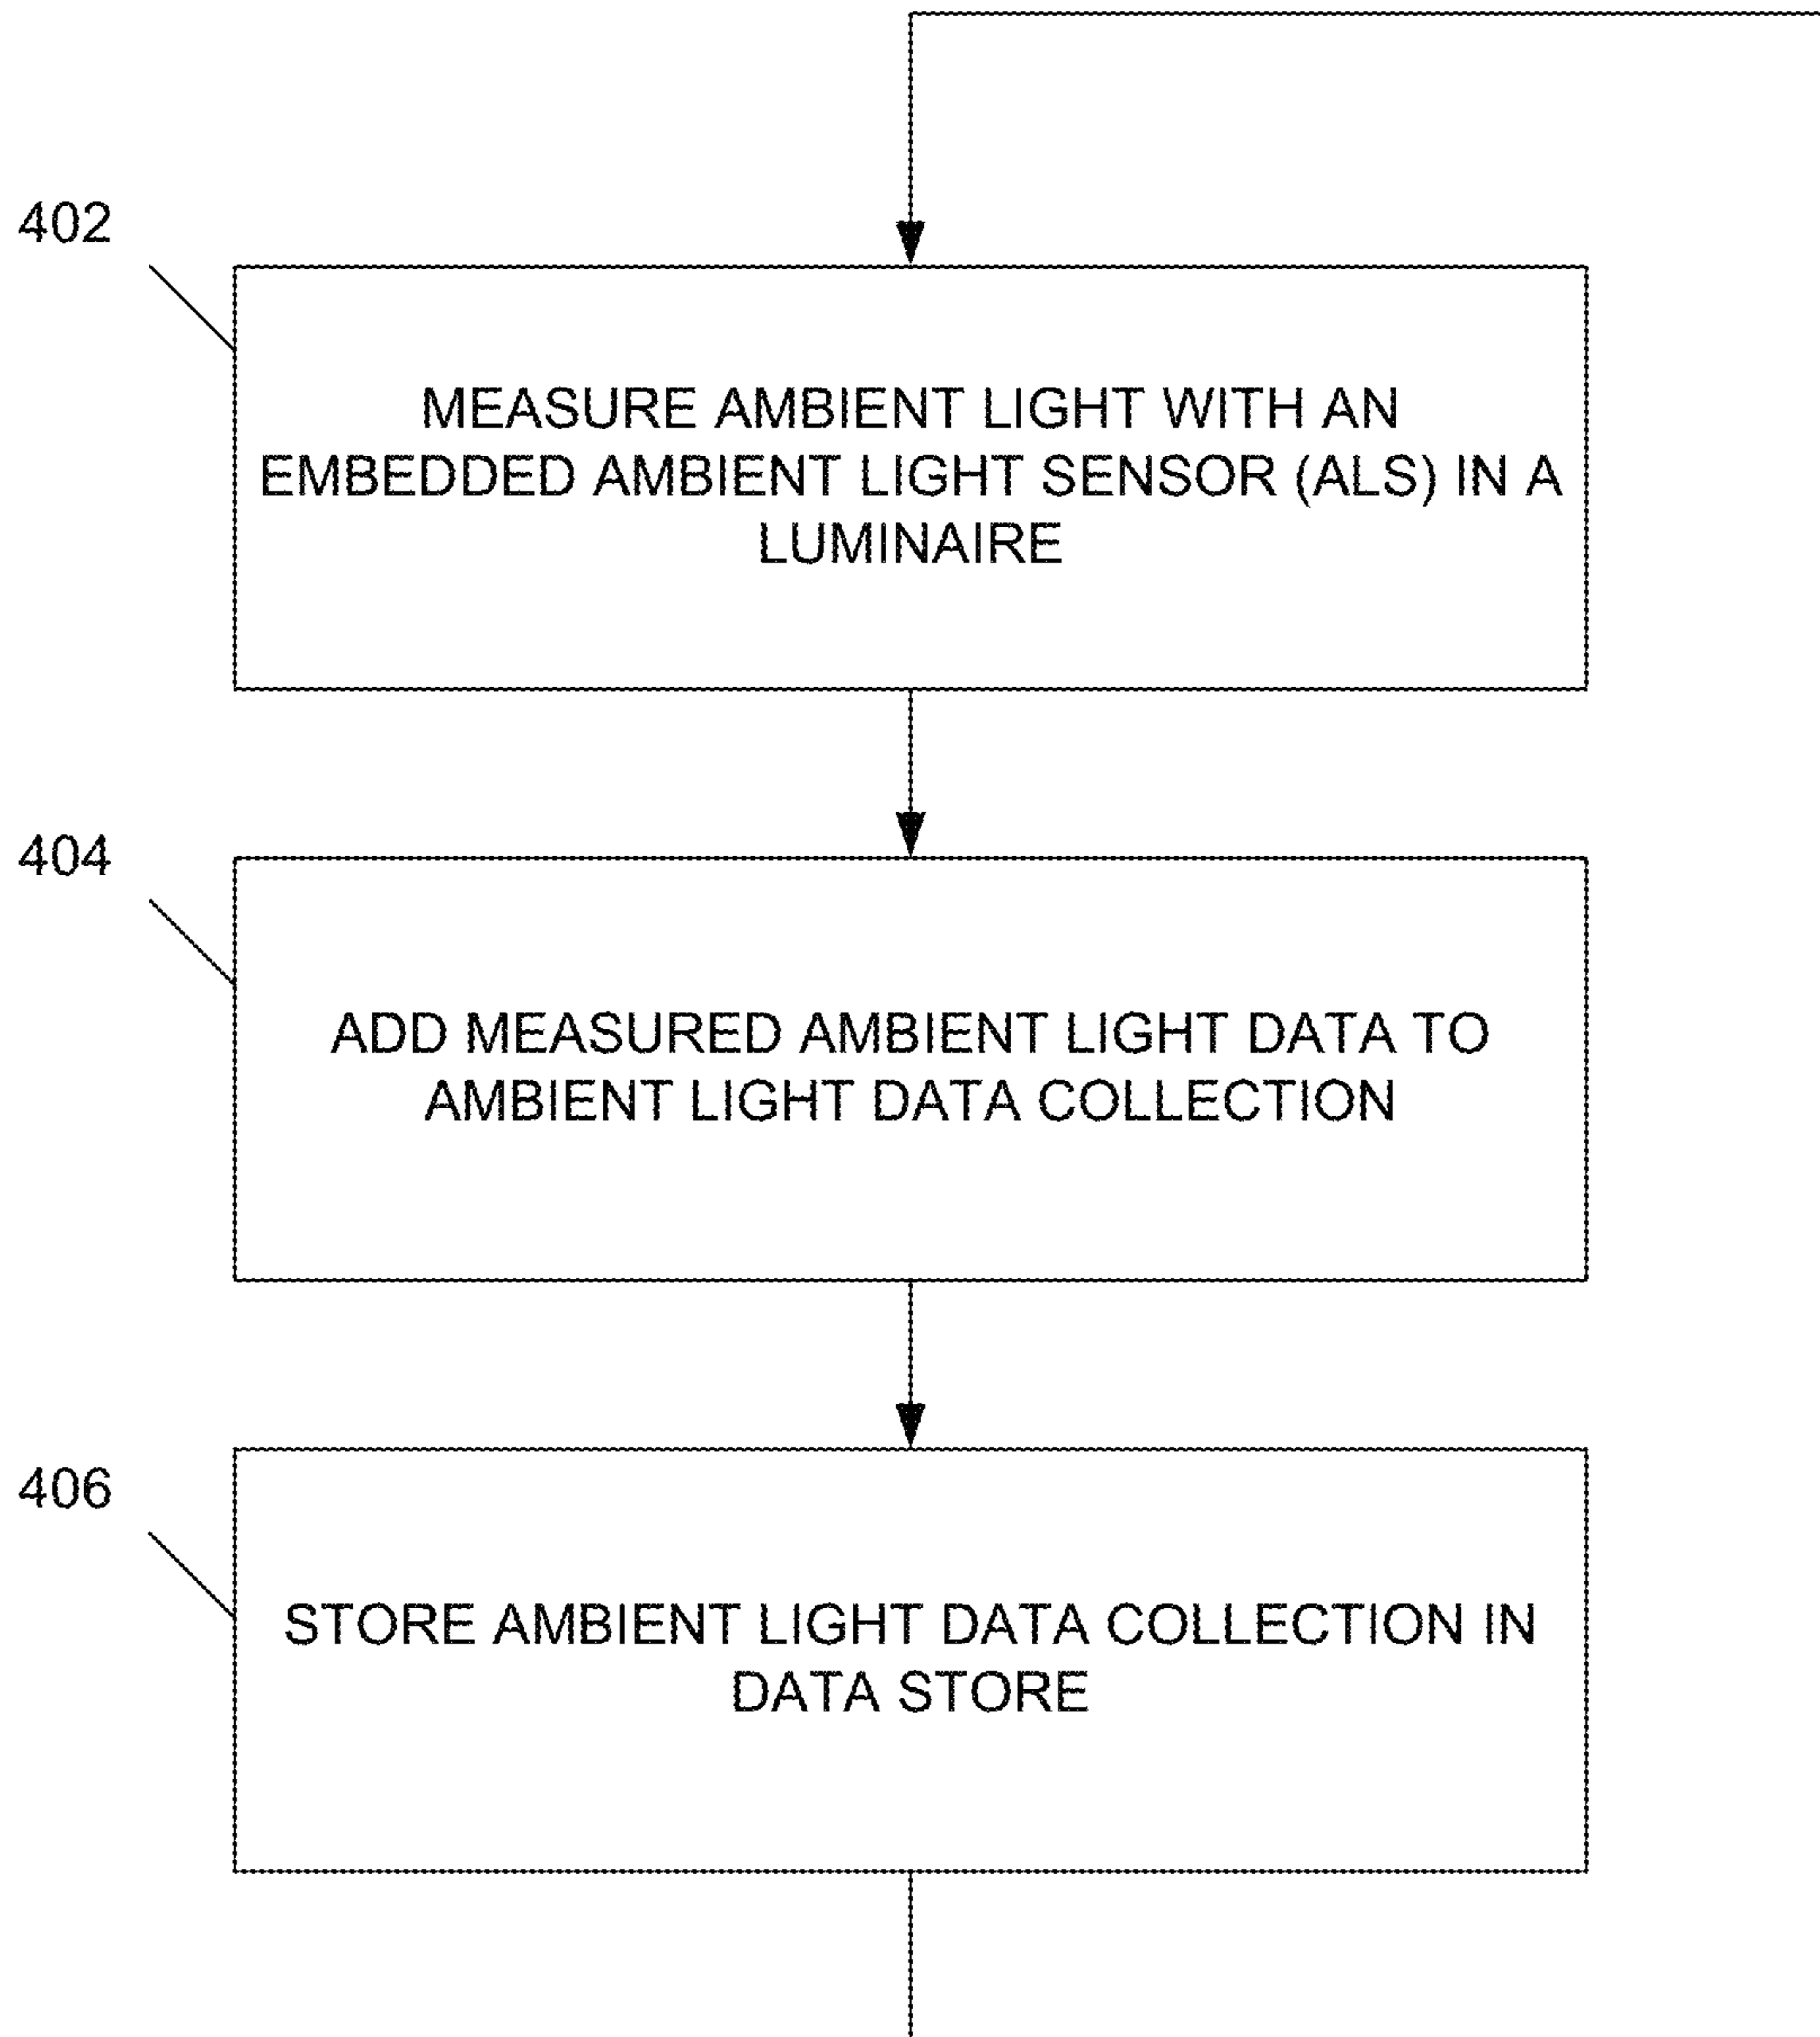 402
MEASURE AMBIENT LIGHT WITH AN
EMBEDDED AMBIENT LIGHT SENSOR (ALS) IN A
LUMINAIRE
404
ADD MEASURED AMBIENT LIGHT DATA TO
AMBIENT LIGHT DATA COLLECTION
406
STORE AMBIENT LIGHT DATA COLLECTION IN
DATA STORE